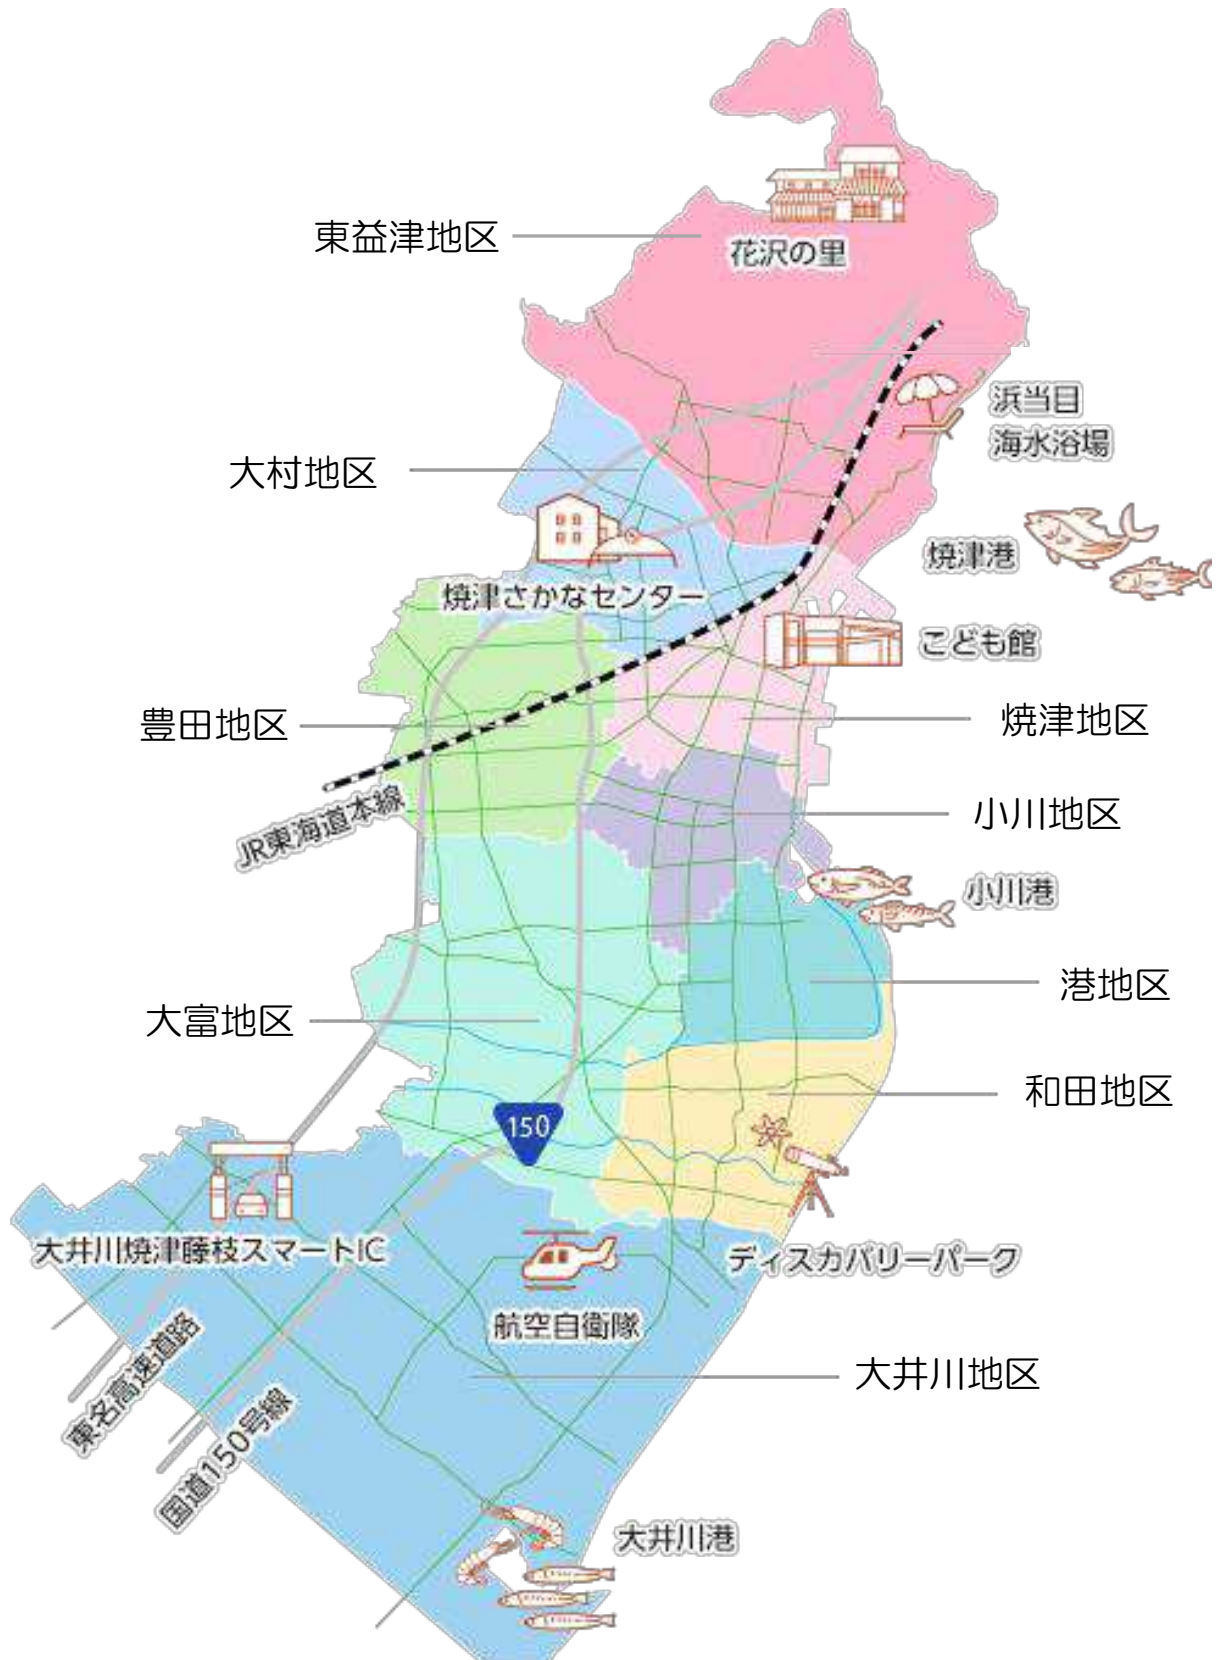 東益津地区
花沢の里
浜当目
海水浴場
大村地区
焼津港
焼津さかなセンター
こども館
豊田地区
焼津地区
JR東海道本線
小川地区
小川港
港地区
大富地区
和田地区
150
大井川焼津藤枝スマートIC
ディスカバリーパーク
航空自衛隊
東名高速道路
大井川地区
国道150号線
大井川港